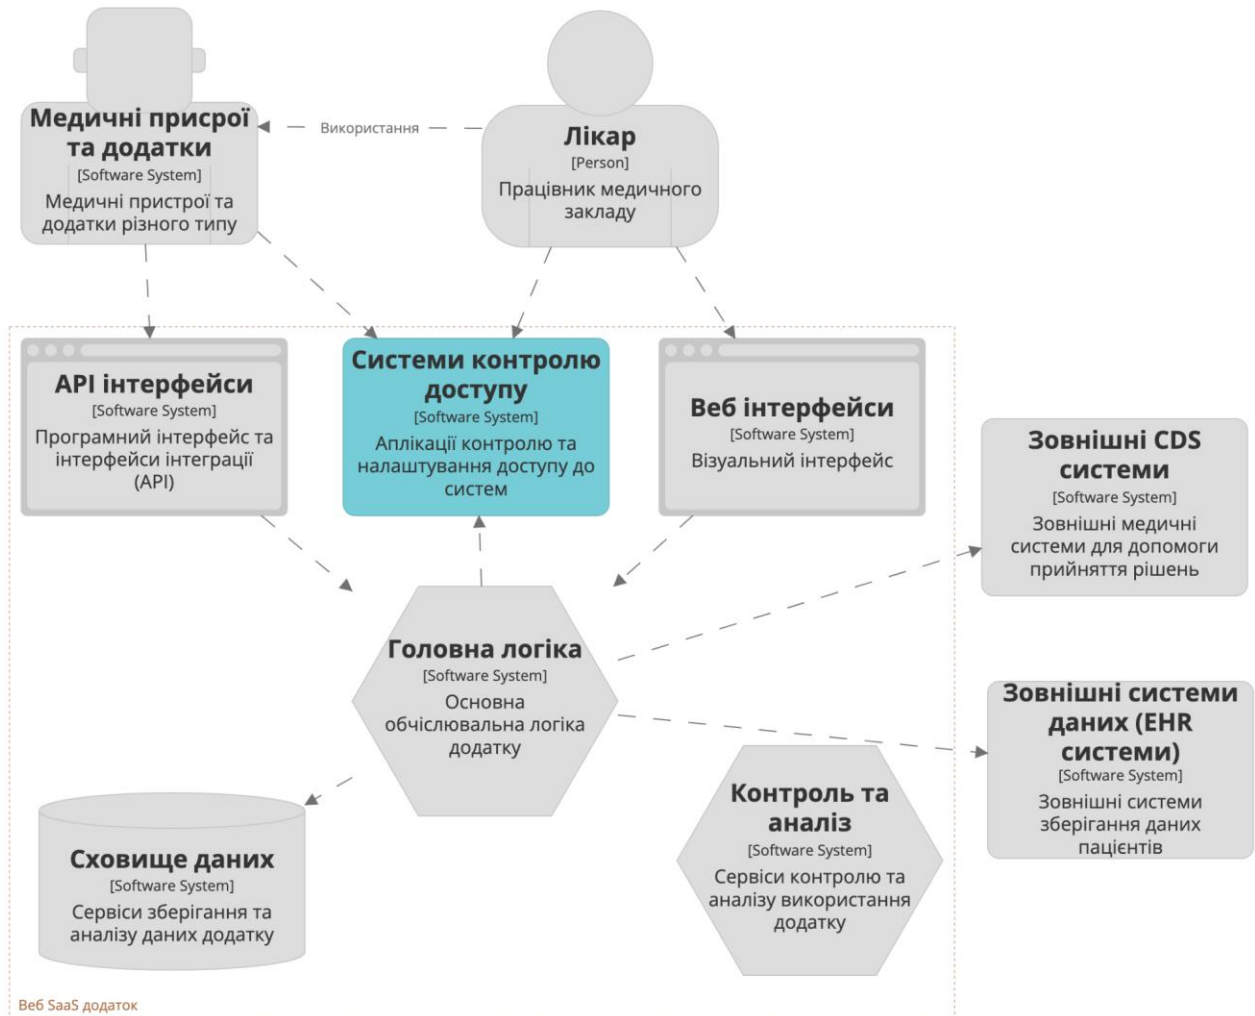 Медичні присрої
та додатки
[Software System]
Медичні пристрої та
додатки різного типу
Використання
Лікар
[Person]
Працівник медичного
закладу
API інтерфейси
[Software System]
Програмний інтерфейс та
інтерфейси інтеграції
(API)
Системи контролю
доступу
[Software System]
Аплікації контролю та
налаштування доступу до
систем
Веб інтерфейси
[Software System]
Візуальний інтерфейс
Зовнішні CDS
системи
[Software System]
Зовнішні медичні
системи для допомоги
прийняття рішень
Головна логіка
[Software System]
Основна
обчіслювальна логіка
додатку
Зовнішні системи
даних (EHR
системи)
[Software System]
Зовнішні системи
зберігання даних
пацієнтів
Контроль та
аналіз
[Software System]
Сервіси контролю та
аналізу використання
додатку
Сховище даних
[Software System]
Сервіси зберігання та
аналізу даних додатку
Веб SaaS додаток